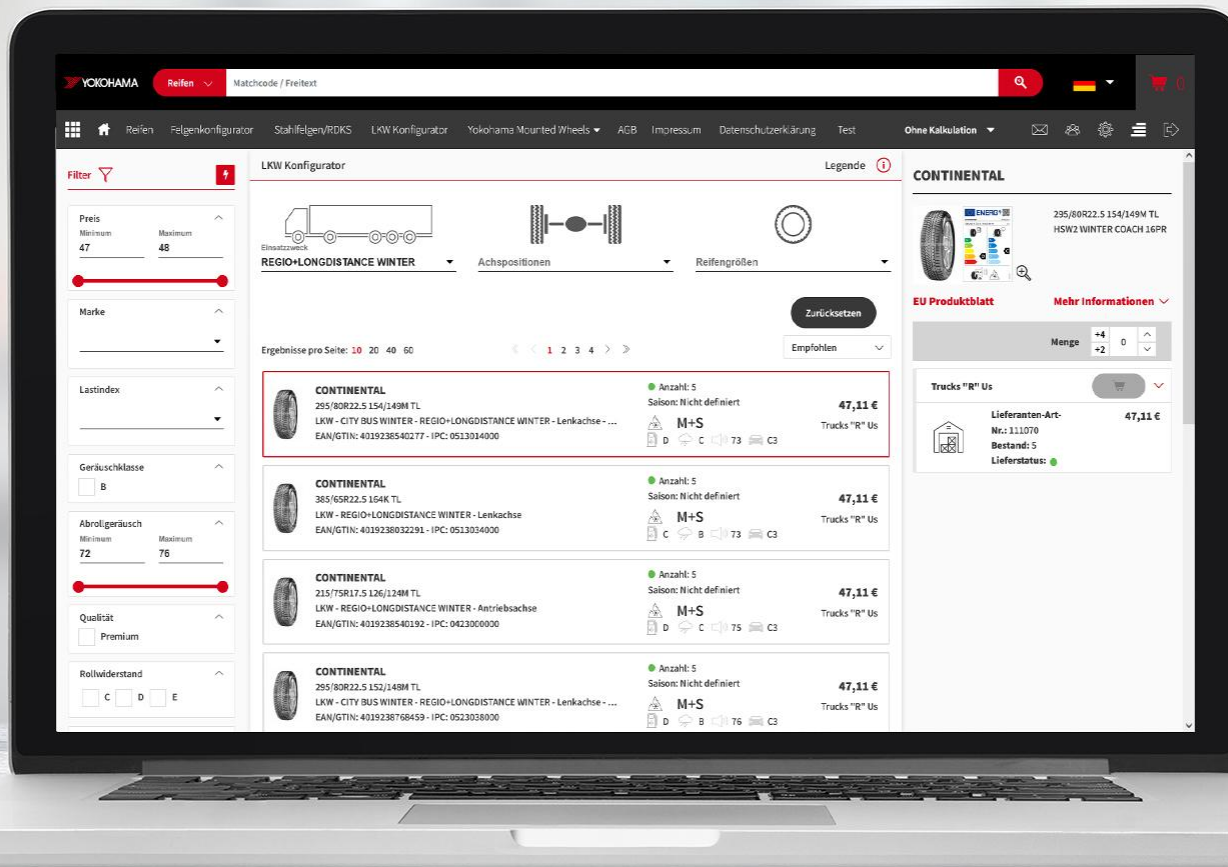 YOKOHAMA
Reifen
Matchcode / Freitext
0
Reifen Felgenkonfigurator Stahlfelgen/RDKS LKW Konfigurator Yokohama Mounted Wheels AGB Impressum Datenschutzerklärung Test
Ohne Kalkulation
Filter
Preis
Minimum Maximum
47 48
Marke
Lastindex
Geräuschklasse
B
Abrollgeräusch
Minimum Maximum
72 76
Qualität
Premium
Rollwiderstand
C D E
LKW Konfigurator
Legende
Einsatzzweck
REGIO+LONGDISTANCE WINTER
Achspositionen
Reifengrößen
Zurücksetzen
Ergebnisse pro Seite: 10 20 40 60
1 2 3 4
Empfohlen
CONTINENTAL
295/80R22.5 154/149M TL
LKW - CITY BUS WINTER - REGIO+LONGDISTANCE WINTER - Lenkachse - ...
EAN/GTIN: 4019238540277 - IPC: 0513014000
Anzahl: 5
Saison: Nicht definiert
M+S
D C 73 C3
47,11 €
Trucks "R" Us
CONTINENTAL
385/65R22.5 164K TL
LKW - REGIO+LONGDISTANCE WINTER - Lenkachse
EAN/GTIN: 4019238032291 - IPC: 0513034000
Anzahl: 5
Saison: Nicht definiert
M+S
C B 73 C3
47,11 €
Trucks "R" Us
CONTINENTAL
215/75R17.5 126/124M TL
LKW - REGIO+LONGDISTANCE WINTER - Antriebsachse
EAN/GTIN: 4019238540192 - IPC: 0423000000
Anzahl: 5
Saison: Nicht definiert
M+S
D C 75 C3
47,11 €
Trucks "R" Us
CONTINENTAL
295/80R22.5 152/148M TL
LKW - CITY BUS WINTER - REGIO+LONGDISTANCE WINTER - Lenkachse - ...
EAN/GTIN: 4019238768459 - IPC: 0523038000
Anzahl: 5
Saison: Nicht definiert
M+S
D B 76 C3
47,11 €
Trucks "R" Us
CONTINENTAL
ENERG
295/80R22.5 154/149M TL
HSW2 WINTER COACH 16PR
EU Produktblatt
Mehr Informationen
Menge
+4
+2
0
Trucks "R" Us
Lieferanten-Art-
Nr.: 111070
Bestand: 5
Lieferstatus:
47,11 €